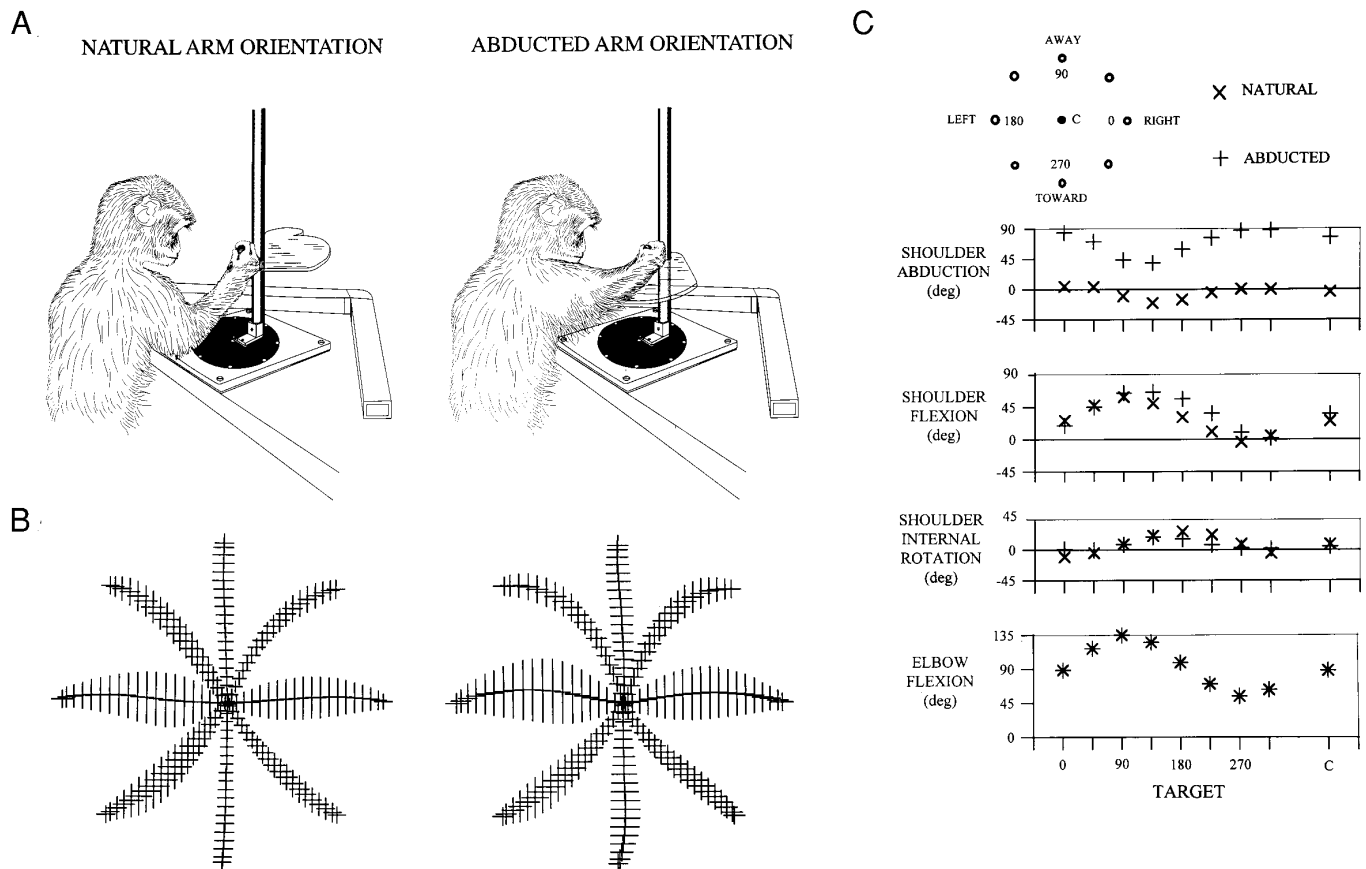 A
NATURAL ARM ORIENTATION
ABDUCTED ARM ORIENTATION
B
C
AWAY
90
LEFT 180 C 0 RIGHT
270
TOWARD
× NATURAL
+ ABDUCTED
SHOULDER
ABDUCTION
(deg)
90
45
0
-45
SHOULDER
FLEXION
(deg)
90
45
0
-45
SHOULDER
INTERNAL
ROTATION
(deg)
45
0
-45
ELBOW
FLEXION
(deg)
135
90
45
0
0 90 180 270 C
TARGET